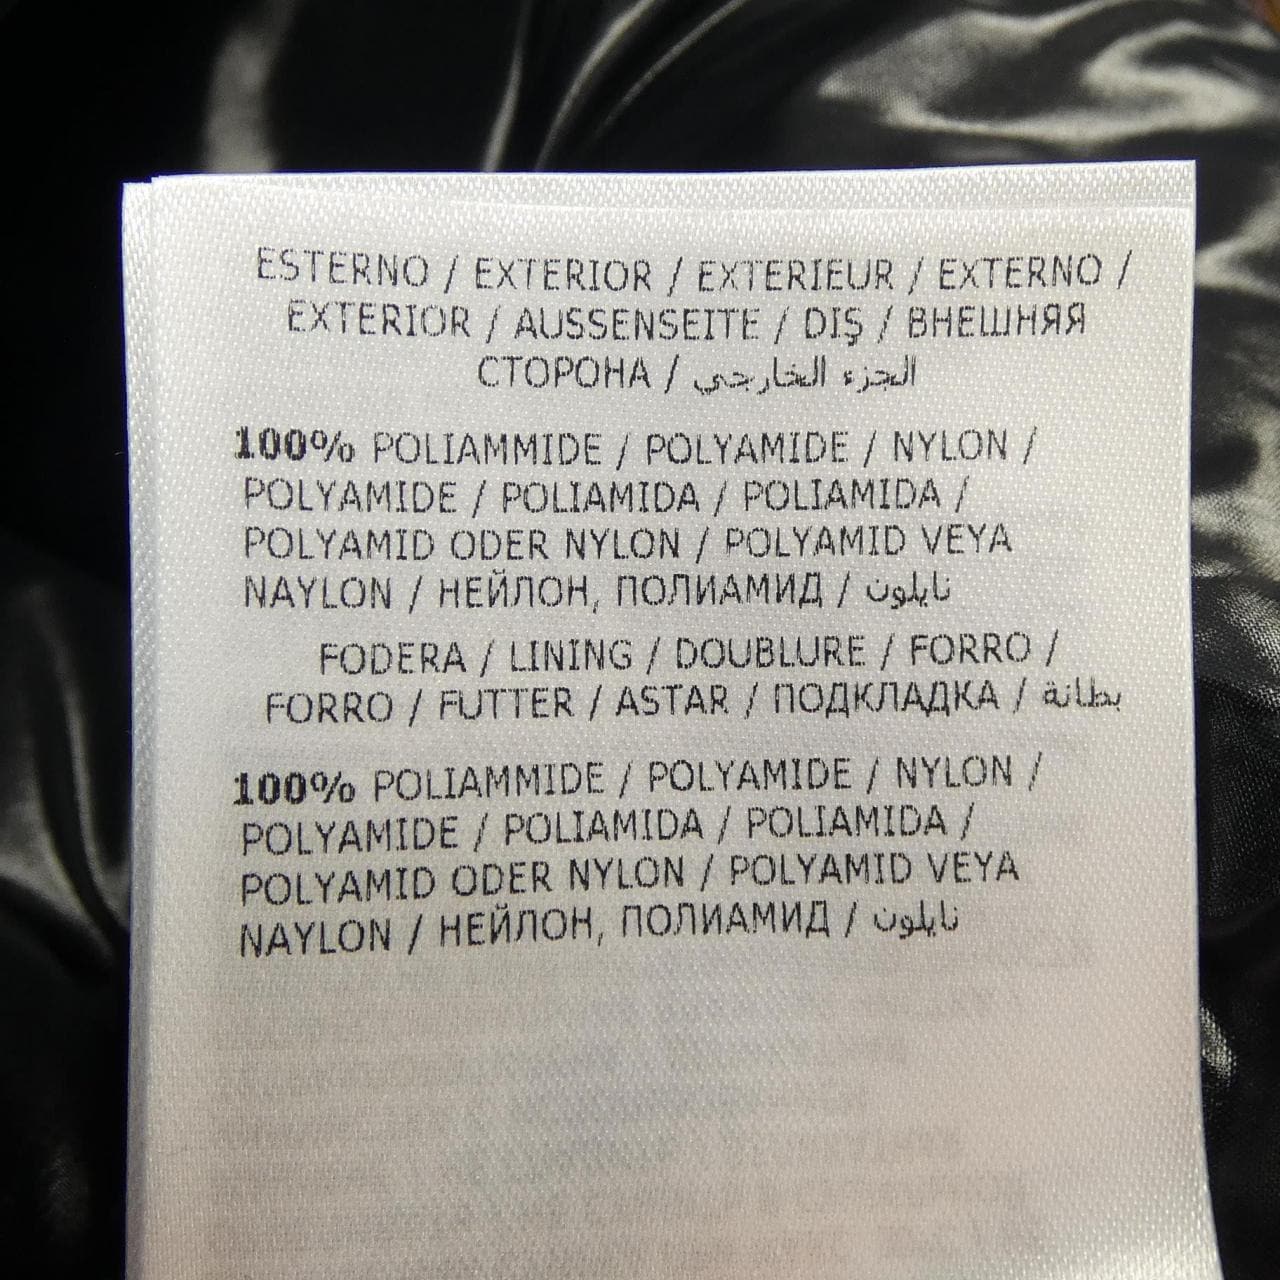 ESTERNO / EXTERIOR / EXTERIEUR / EXTERNO /
EXTERIOR / AUSSENSEITE / DIŞ / ВНЕШНЯЯ
СТОРОНА / الجزء الخارجي
100% POLIAMMIDE / POLYAMIDE / NYLON /
POLYAMIDE / POLIAMIDA / POLIAMIDA /
POLYAMID ODER NYLON / POLYAMID VEYA
NAYLON / НЕЙЛОН, ПОЛИАМИД / نايلون
FODERA / LINING / DOUBLURE / FORRO /
FORRO / FUTTER / ASTAR / ПОДКЛАДКА / بطانة
100% POLIAMMIDE / POLYAMIDE / NYLON /
POLYAMIDE / POLIAMIDA / POLIAMIDA /
POLYAMID ODER NYLON / POLYAMID VEYA
NAYLON / НЕЙЛОН, ПОЛИАМИД / نايلون